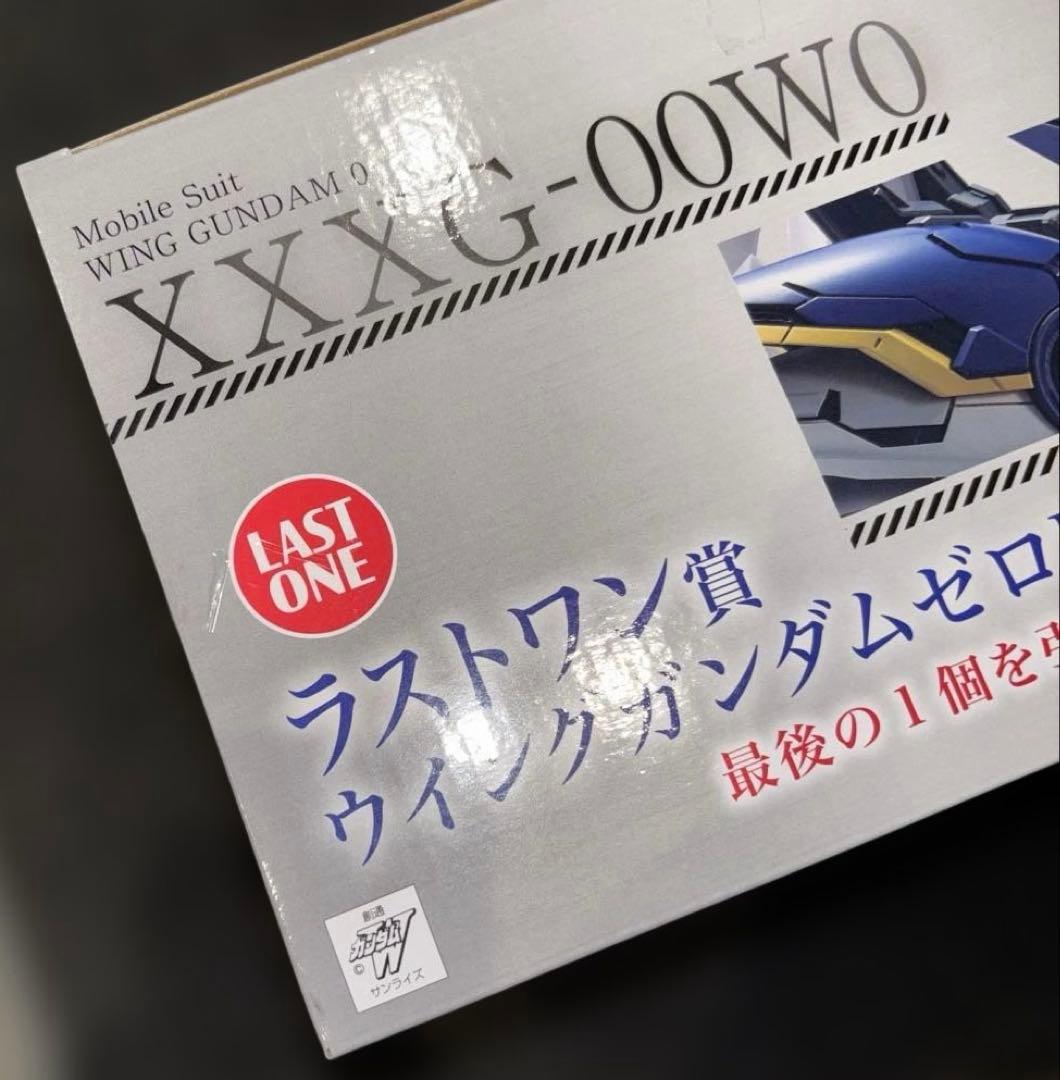 Mobile Suit
WING GUNDAM 0
XXXG-00W0
LAST
ONE
ラストワン賞
ウイングガンダムゼロ
最後の1個を
創通
ガンダムW
©
サンライズ